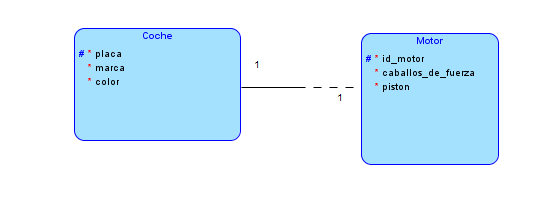 Coche
# * placa
* marca
* color
1
1
Motor
# * id_motor
* caballos_de_fuerza
* piston